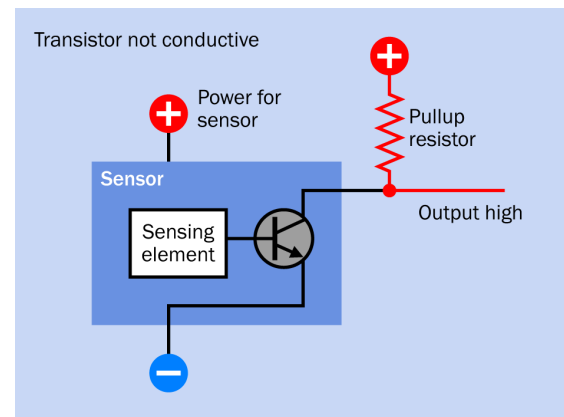 Transistor not conductive
+
+
Power for
sensor
Pullup
resistor
Sensor
Output high
Sensing
element
−